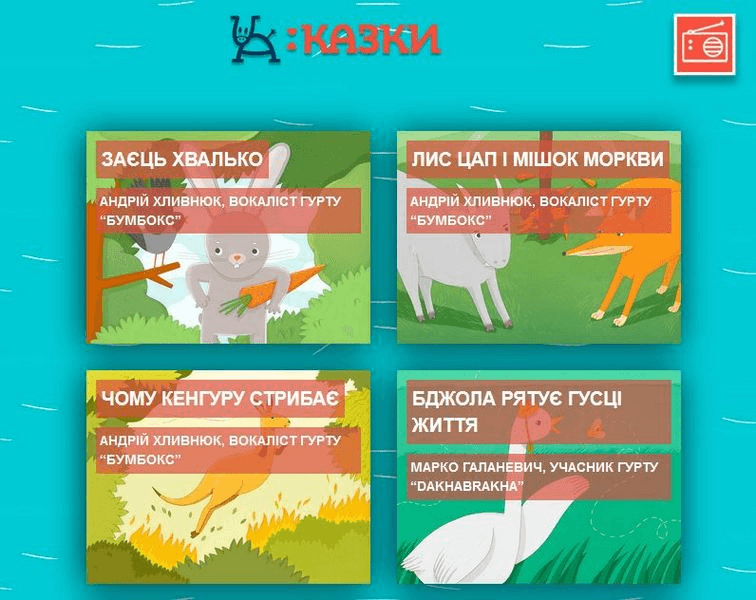 :КАЗКИ
ЗАЄЦЬ ХВАЛЬКО
АНДРІЙ ХЛИВНЮК, ВОКАЛІСТ ГУРТУ
“БУМБОКС”
ЛИС ЦАП І МІШОК МОРКВИ
АНДРІЙ ХЛИВНЮК, ВОКАЛІСТ ГУРТУ
“БУМБОКС”
ЧОМУ КЕНГУРУ СТРИБАЄ
АНДРІЙ ХЛИВНЮК, ВОКАЛІСТ ГУРТУ
“БУМБОКС”
БДЖОЛА РЯТУЄ ГУСЦІ
ЖИТТЯ
МАРКО ГАЛАНЕВИЧ, УЧАСНИК ГУРТУ
“DAKHABRAKHA”